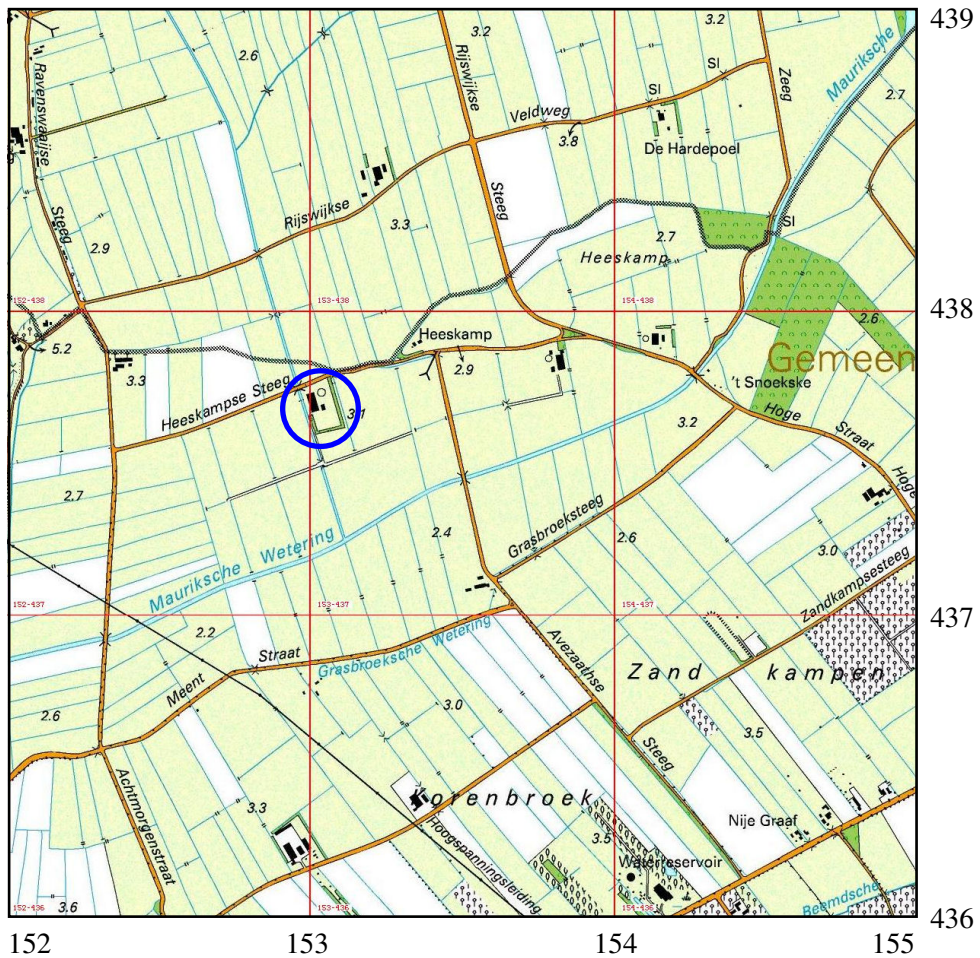 439
3.2
3.2
2.6
Ravenswaaijse
Steeg
Rijswijkse
Steeg
Veldweg
Sl
Sl
Zeeg
Mauriksche
2.7
3.8
De Hardepoel
Rijswijkse
3.3
2.9
2.7
Heeskamp
Sl
152-438
153-438
154-438
438
5.2
3.3
Heeskamp
2.9
2.6
Gemeen
't Snoekske
Heeskampse Steeg
3.1
3.2
Hoge
Straat
Hoge
2.7
2.4
Grasbroeksteeg
2.6
3.0
Mauriksche Wetering
Zandkampsesteeg
152-437
153-437
154-437
437
2.2
Straat
Grasbroeksche Wetering
Avezaathse
Steeg
Zand kampen
Meent
2.6
3.0
3.5
Achtmorgenstraat
3.3
Korenbroek
Hoogspanningsleiding
3.5
Nije Graaf
Waterreservoir
3.6
Beemdsche
152-436
153-436
154-436
436
152
153
154
155